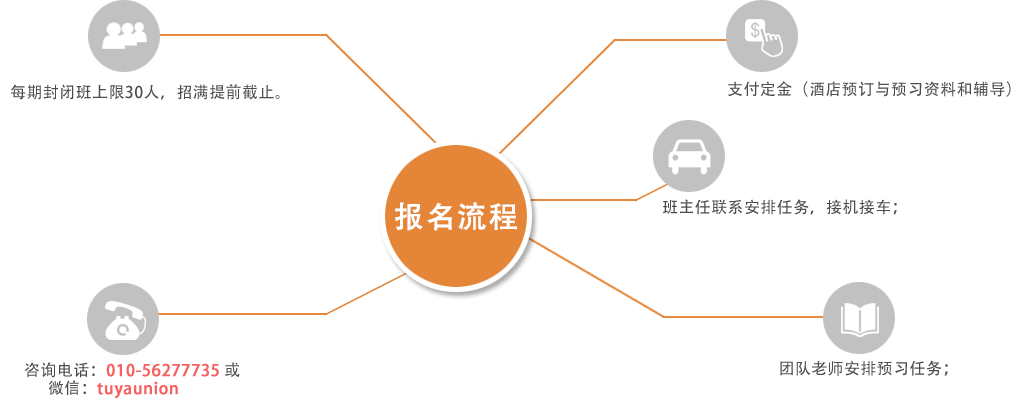 每期封闭班上限30人，招满提前截止。
支付定金（酒店预订与预习资料和辅导）
报名流程
班主任联系安排任务，接机接车；
咨询电话：010-56277735 或
微信：tuyaunion
团队老师安排预习任务；